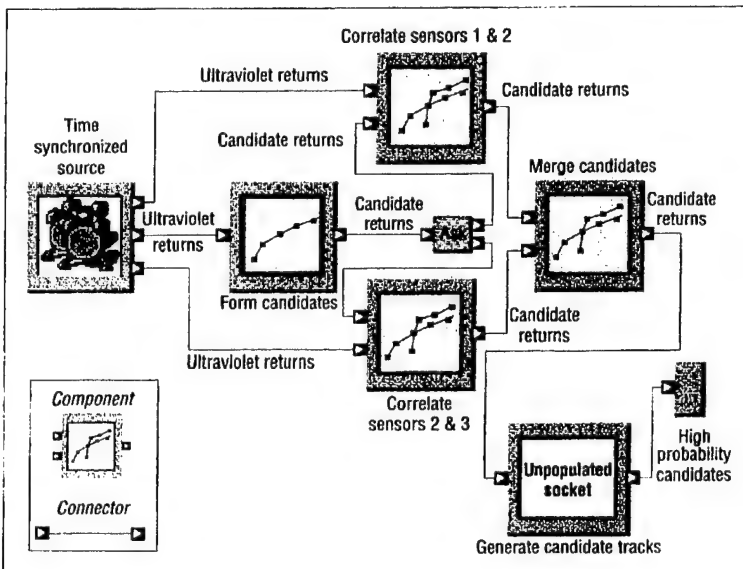 Correlate sensors 1 & 2
Ultraviolet returns
Candidate returns
Candidate returns
Time
synchronized
source
Merge candidates
Candidate
returns
Ultraviolet
returns
Candidate
returns
Form candidates
Candidate
returns
Ultraviolet returns
Correlate
sensors 2 & 3
Component
Connector
Unpopulated
socket
High
probability
candidates
Generate candidate tracks